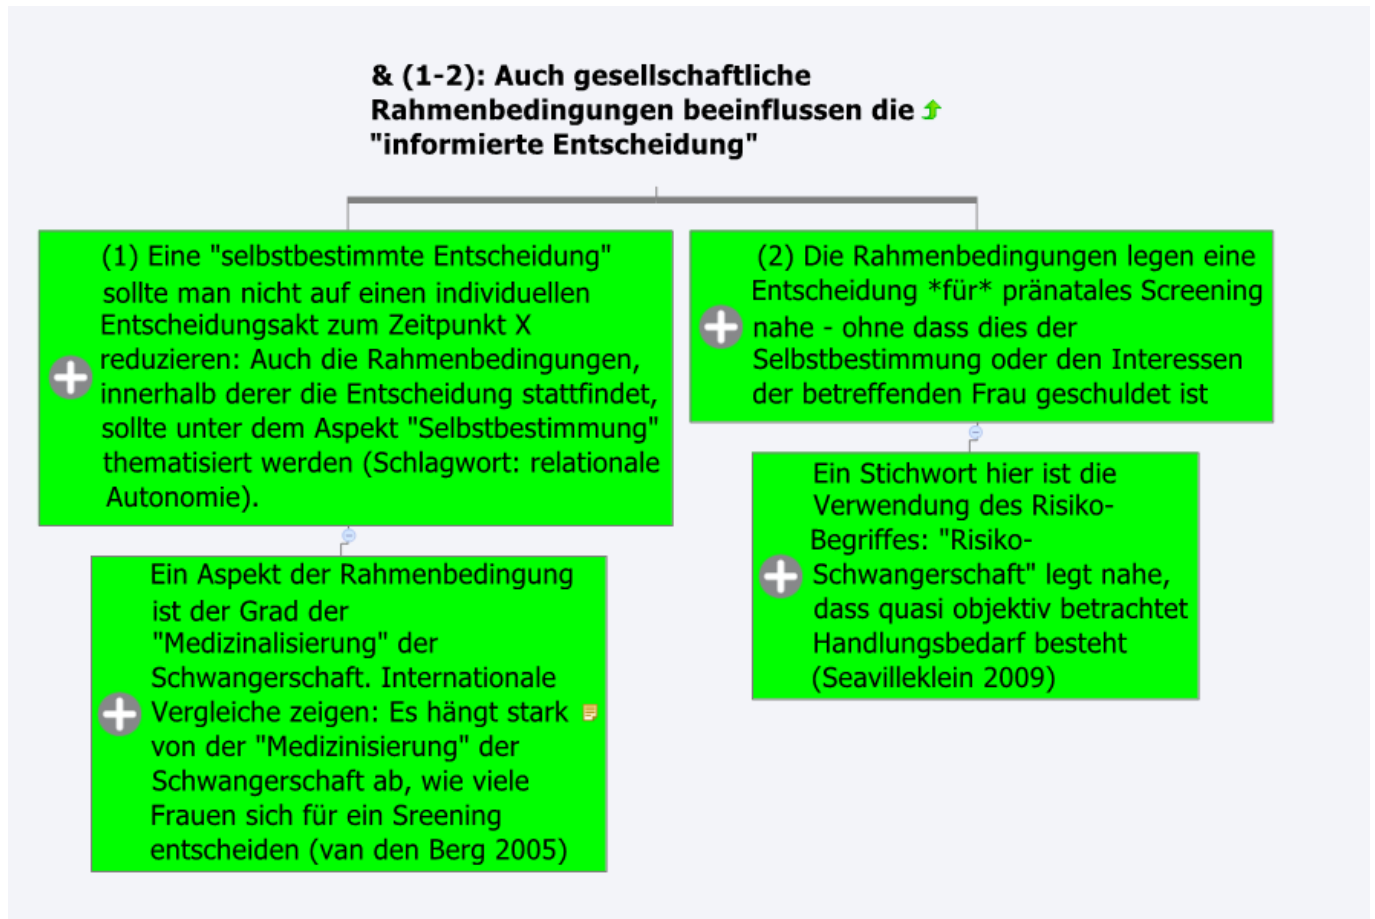 & (1-2): Auch gesellschaftliche
Rahmenbedingungen beeinflussen die
"informierte Entscheidung"
(1) Eine "selbstbestimmte Entscheidung"
sollte man nicht auf einen individuellen
Entscheidungsakt zum Zeitpunkt X
reduzieren: Auch die Rahmenbedingungen,
innerhalb derer die Entscheidung stattfindet,
sollte unter dem Aspekt "Selbstbestimmung"
thematisiert werden (Schlagwort: relationale
Autonomie).
Ein Aspekt der Rahmenbedingung
ist der Grad der
"Medizinalisierung" der
Schwangerschaft. Internationale
Vergleiche zeigen: Es hängt stark
von der "Medizinisierung" der
Schwangerschaft ab, wie viele
Frauen sich für ein Sreening
entscheiden (van den Berg 2005)
(2) Die Rahmenbedingungen legen eine
Entscheidung *für* pränatales Screening
nahe - ohne dass dies der
Selbstbestimmung oder den Interessen
der betreffenden Frau geschuldet ist
Ein Stichwort hier ist die
Verwendung des Risiko-
Begriffes: "Risiko-
Schwangerschaft" legt nahe,
dass quasi objektiv betrachtet
Handlungsbedarf besteht
(Seavilleklein 2009)